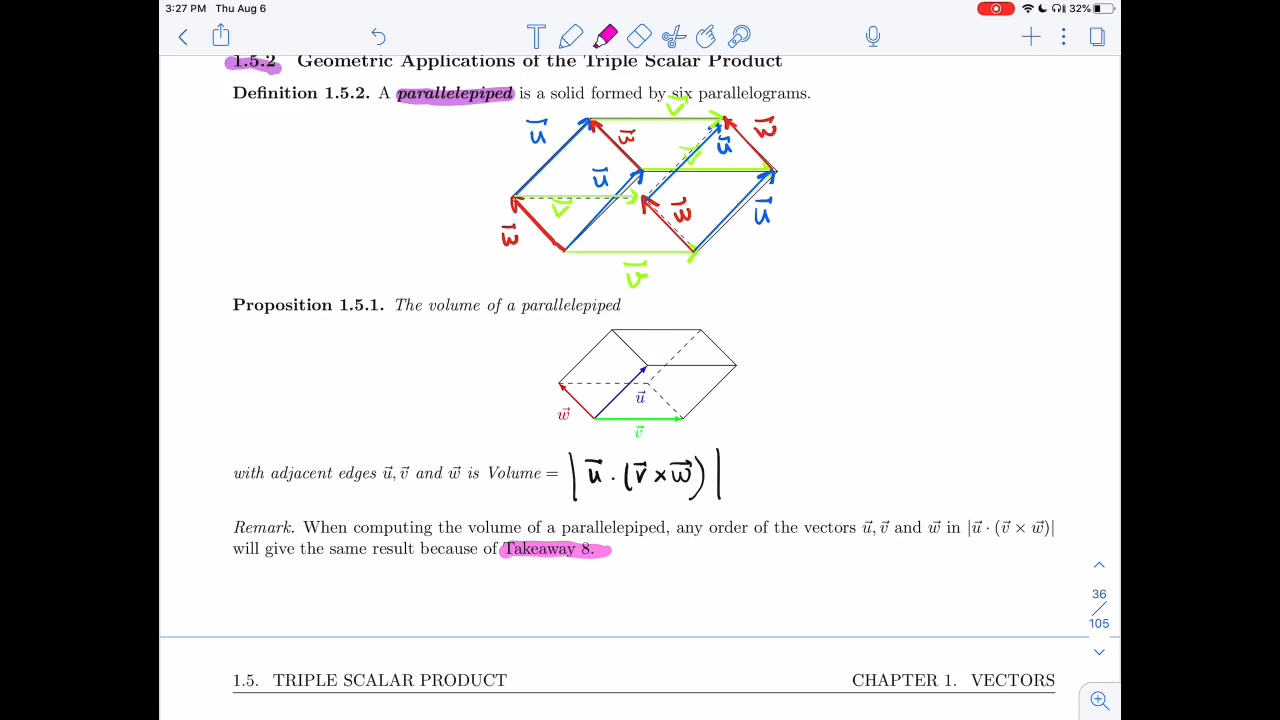 3:27 PM Thu Aug 6
32%
T
1.5.2 Geometric Applications of the Triple Scalar Product
Definition 1.5.2. A parallelepiped is a solid formed by six parallelograms.
v⃗
u⃗ w⃗ u⃗ w⃗
u⃗ v⃗
v⃗ w⃗ u⃗
w⃗
v⃗
Proposition 1.5.1. The volume of a parallelepiped
u⃗
w⃗
v⃗
with adjacent edges u⃗, v⃗ and w⃗ is Volume = |u⃗ · (v⃗ × w⃗)|
Remark. When computing the volume of a parallelepiped, any order of the vectors u⃗, v⃗ and w⃗ in |u⃗ · (v⃗ × w⃗)|
will give the same result because of Takeaway 8.
36
105
1.5. TRIPLE SCALAR PRODUCT CHAPTER 1. VECTORS